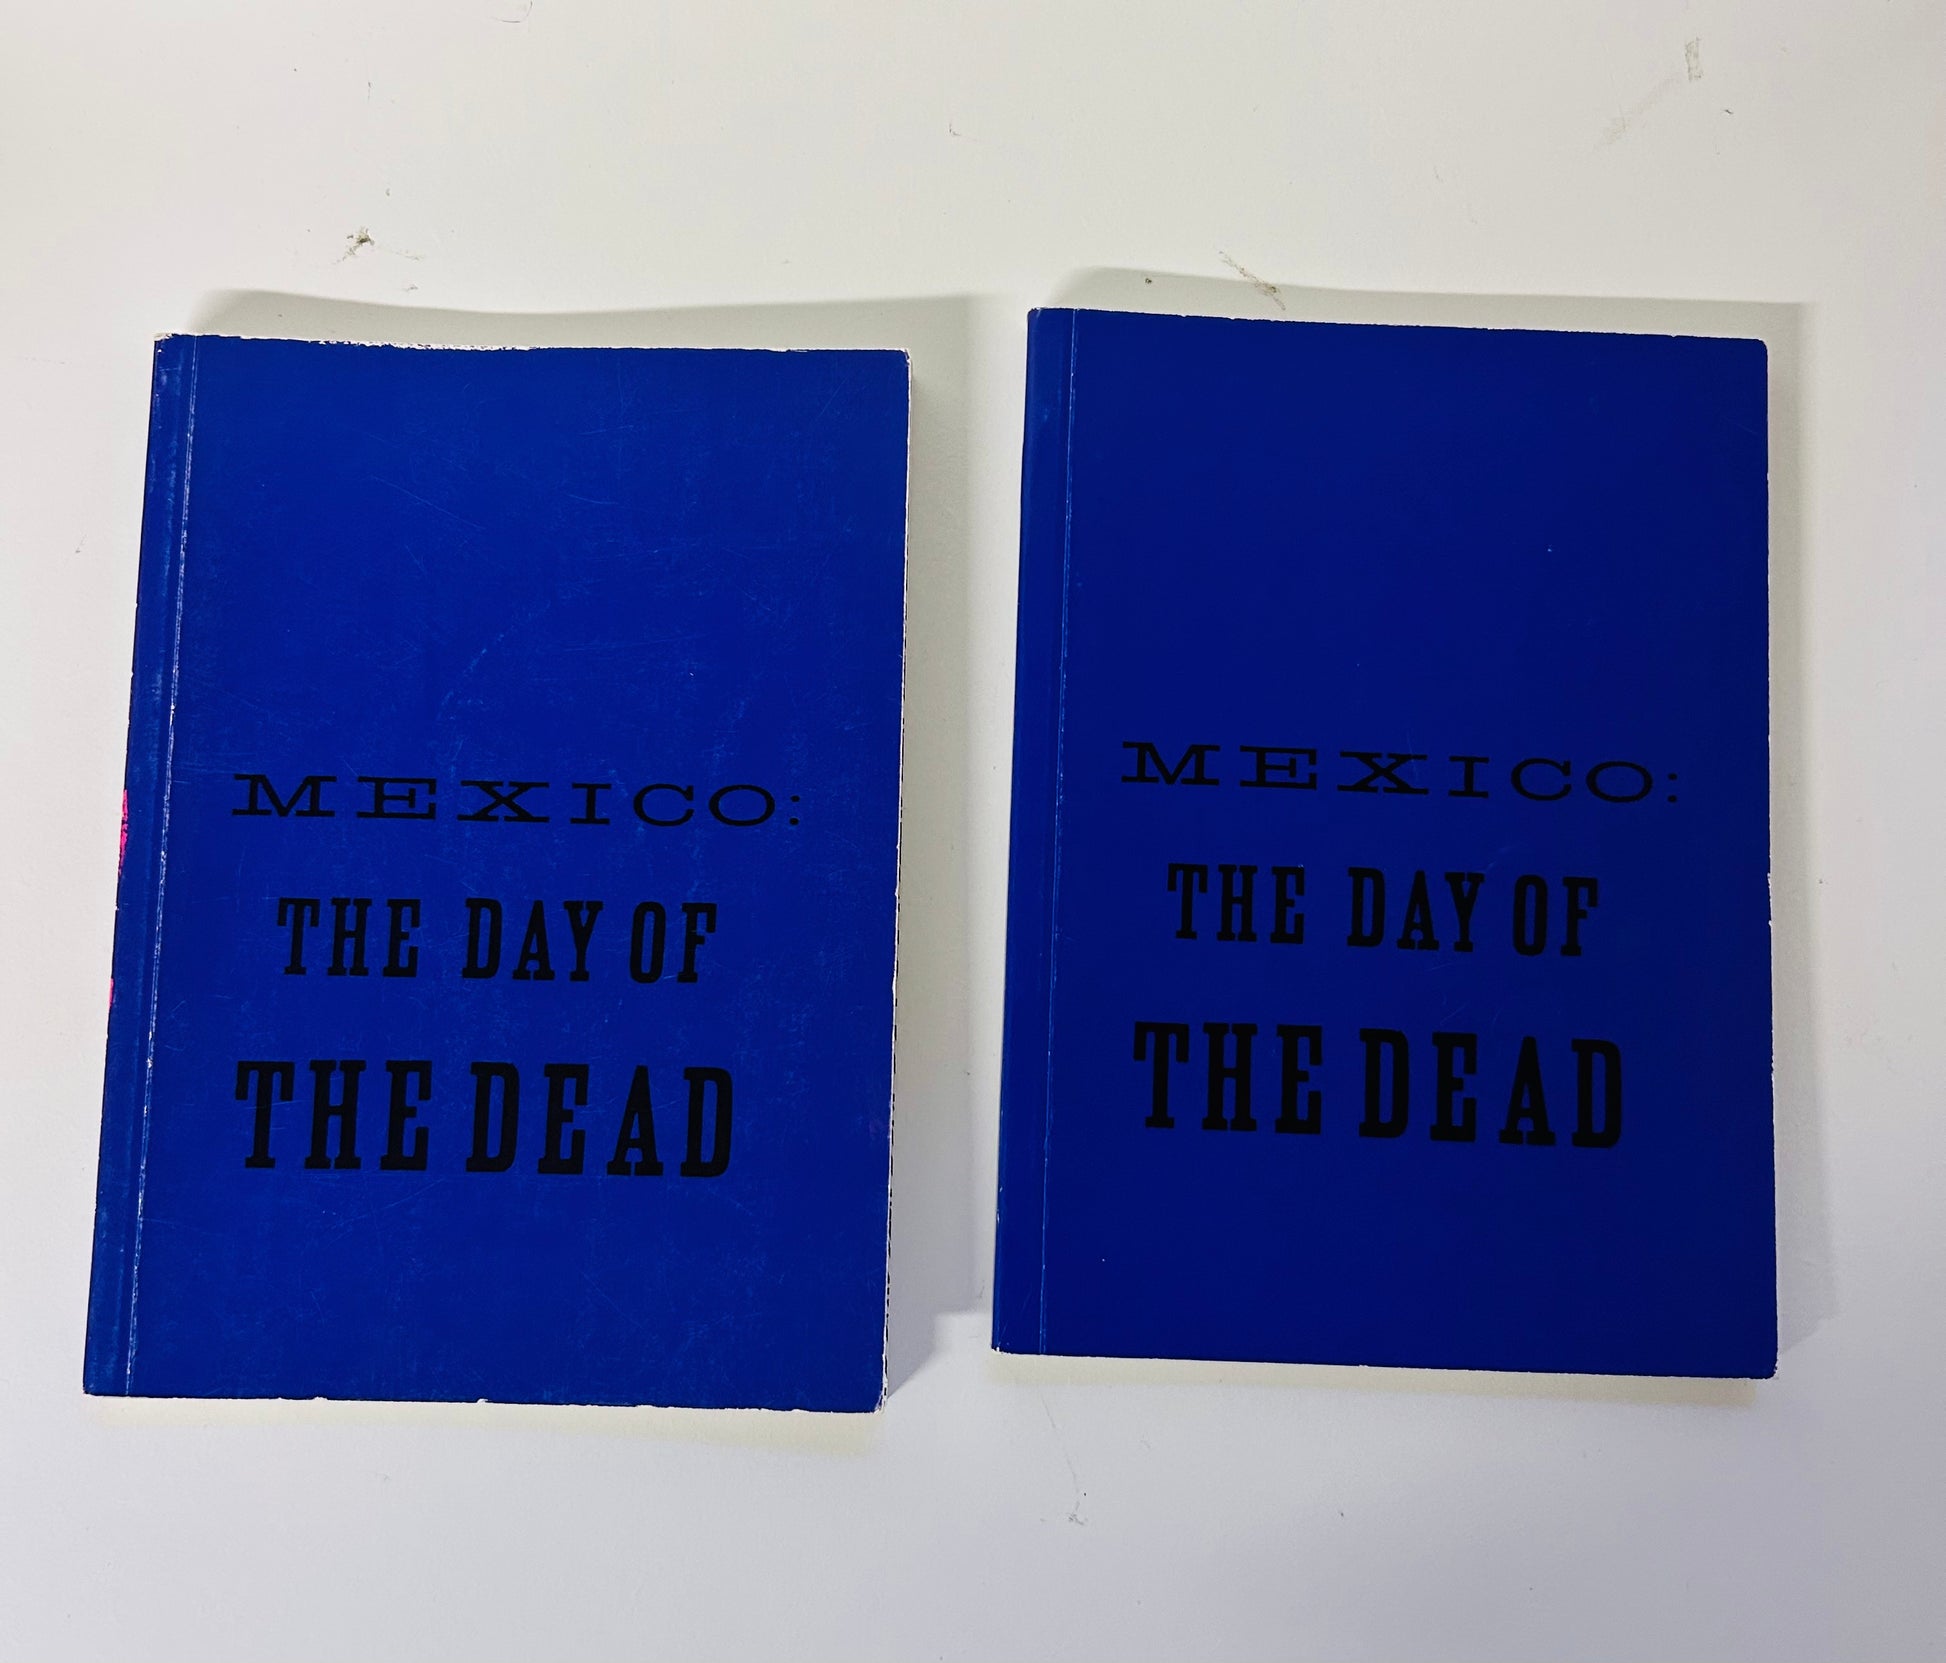 MEXICO:
THE DAY OF
THE DEAD
MEXICO:
THE DAY OF
THE DEAD